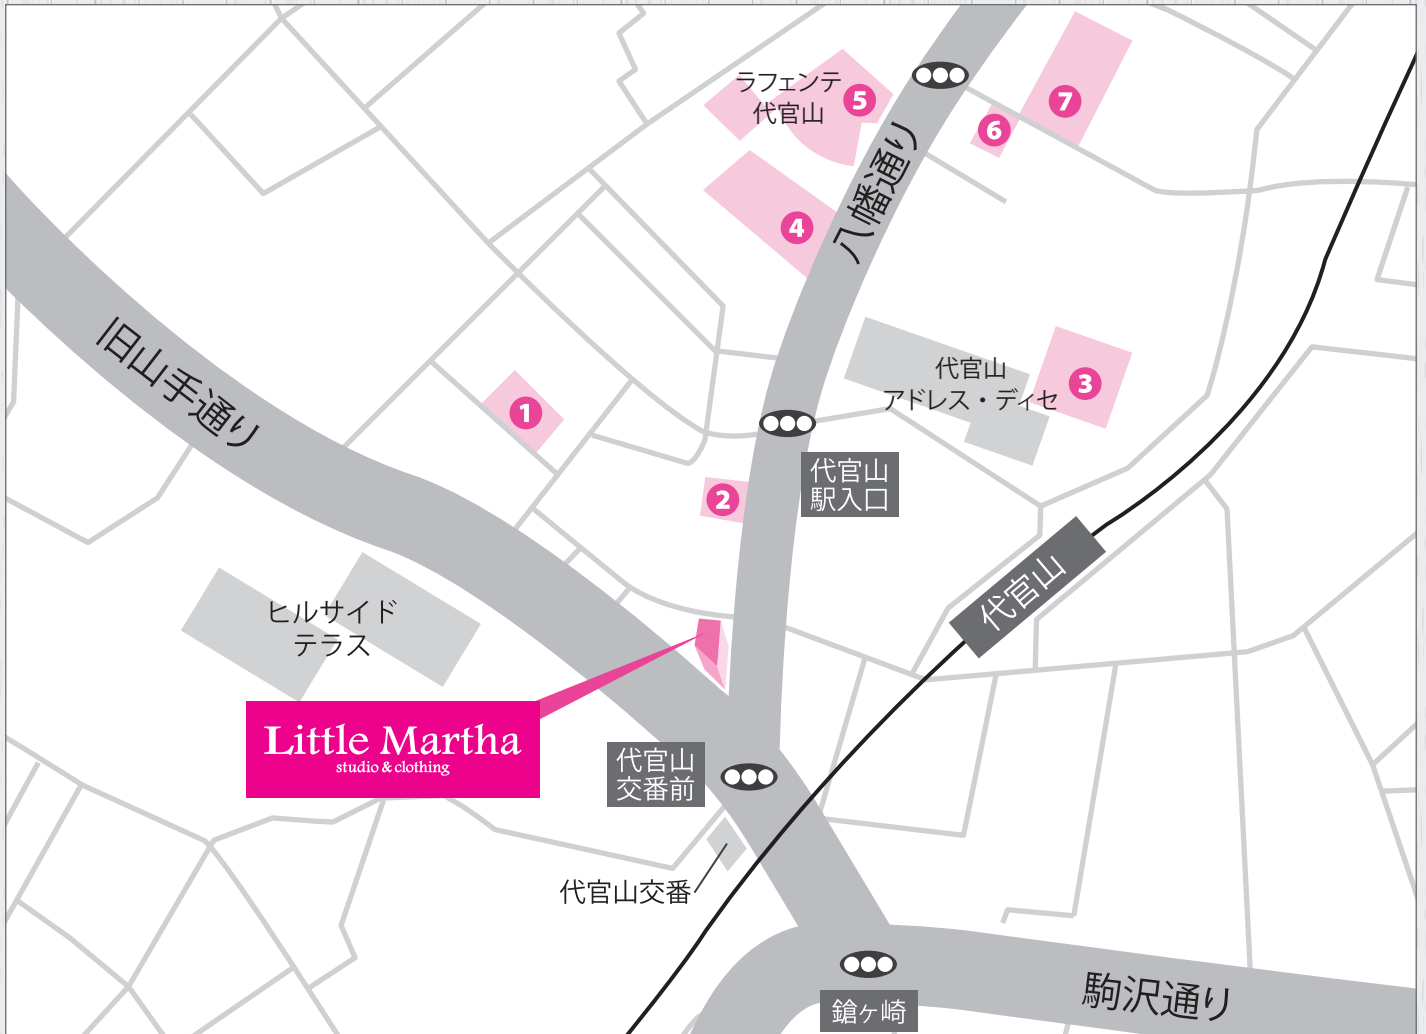 ラフェンテ
代官山
5
7
6
八幡通り
4
旧山手通り
代官山
アドレス・ディセ
3
1
代官山
駅入口
2
代官山
ヒルサイド
テラス
Little Martha
studio & clothing
代官山
交番前
代官山交番
鎗ヶ崎
駒沢通り